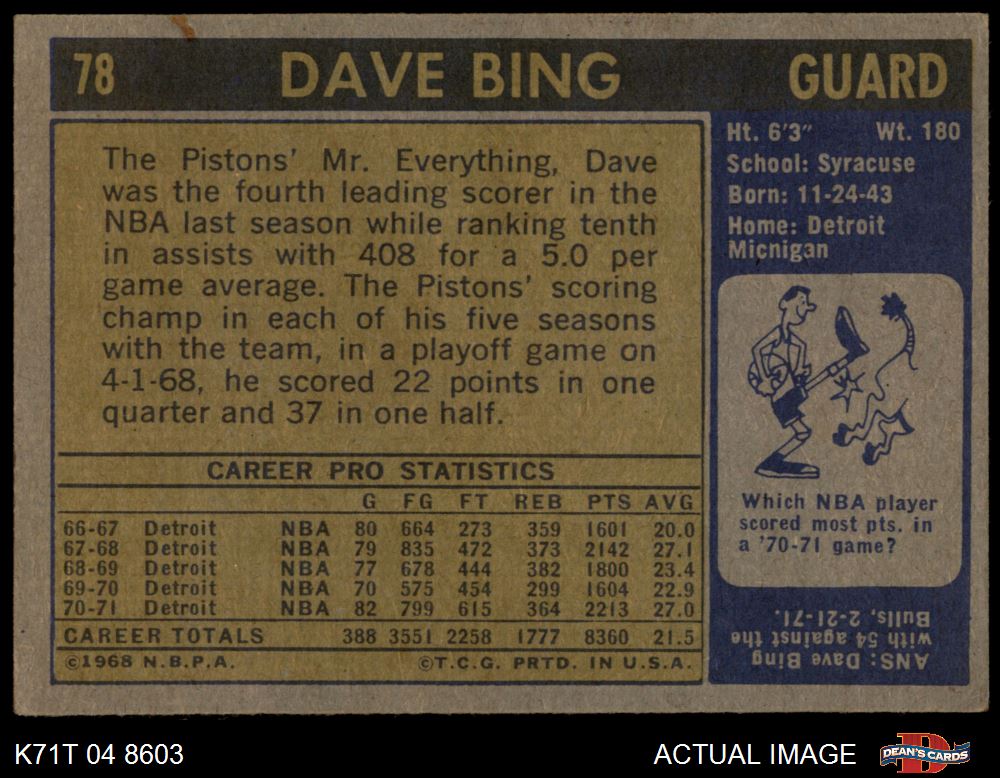 78 DAVE BING GUARD
The Pistons' Mr. Everything, Dave
was the fourth leading scorer in the
NBA last season while ranking tenth
in assists with 408 for a 5.0 per
game average. The Pistons' scoring
champ in each of his five seasons
with the team, in a playoff game on
4-1-68, he scored 22 points in one
quarter and 37 in one half.
CAREER PRO STATISTICS
G FG FT REB PTS AVG
66-67 Detroit NBA 80 664 273 359 1601 20.0
67-68 Detroit NBA 79 835 472 373 2142 27.1
68-69 Detroit NBA 77 678 444 382 1800 23.4
69-70 Detroit NBA 70 575 454 299 1604 22.9
70-71 Detroit NBA 82 799 615 364 2213 27.0
CAREER TOTALS 388 3551 2258 1777 8360 21.5
©1968 N.B.P.A. ©T.C.G. PRTD. IN U.S.A.
Ht. 6'3" Wt. 180
School: Syracuse
Born: 11-24-43
Home: Detroit
Micnigan
Which NBA player
scored most pts. in
a '70-71 game?
ANS: Dave Bing
with 54 against the
Bulls, 2-21-71.
K71T 04 8603 ACTUAL IMAGE DEAN'S CARDS